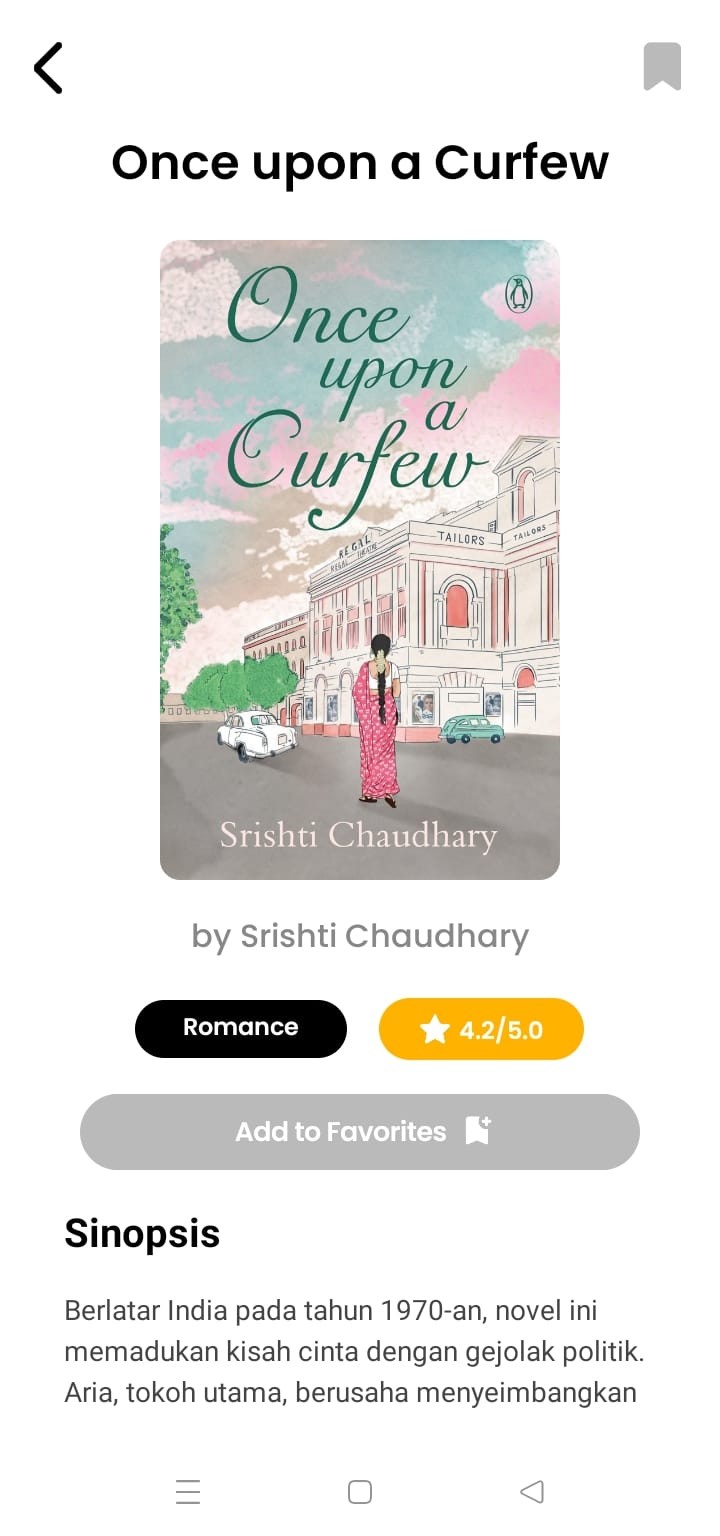 Once upon a Curfew
Once
upon
a
Curfew
REGAL
REGAL THEATRE
TAILORS
TAILORS
Srishti Chaudhary
by Srishti Chaudhary
Romance
4.2/5.0
Add to Favorites
Sinopsis
Berlatar India pada tahun 1970-an, novel ini
memadukan kisah cinta dengan gejolak politik.
Aria, tokoh utama, berusaha menyeimbangkan